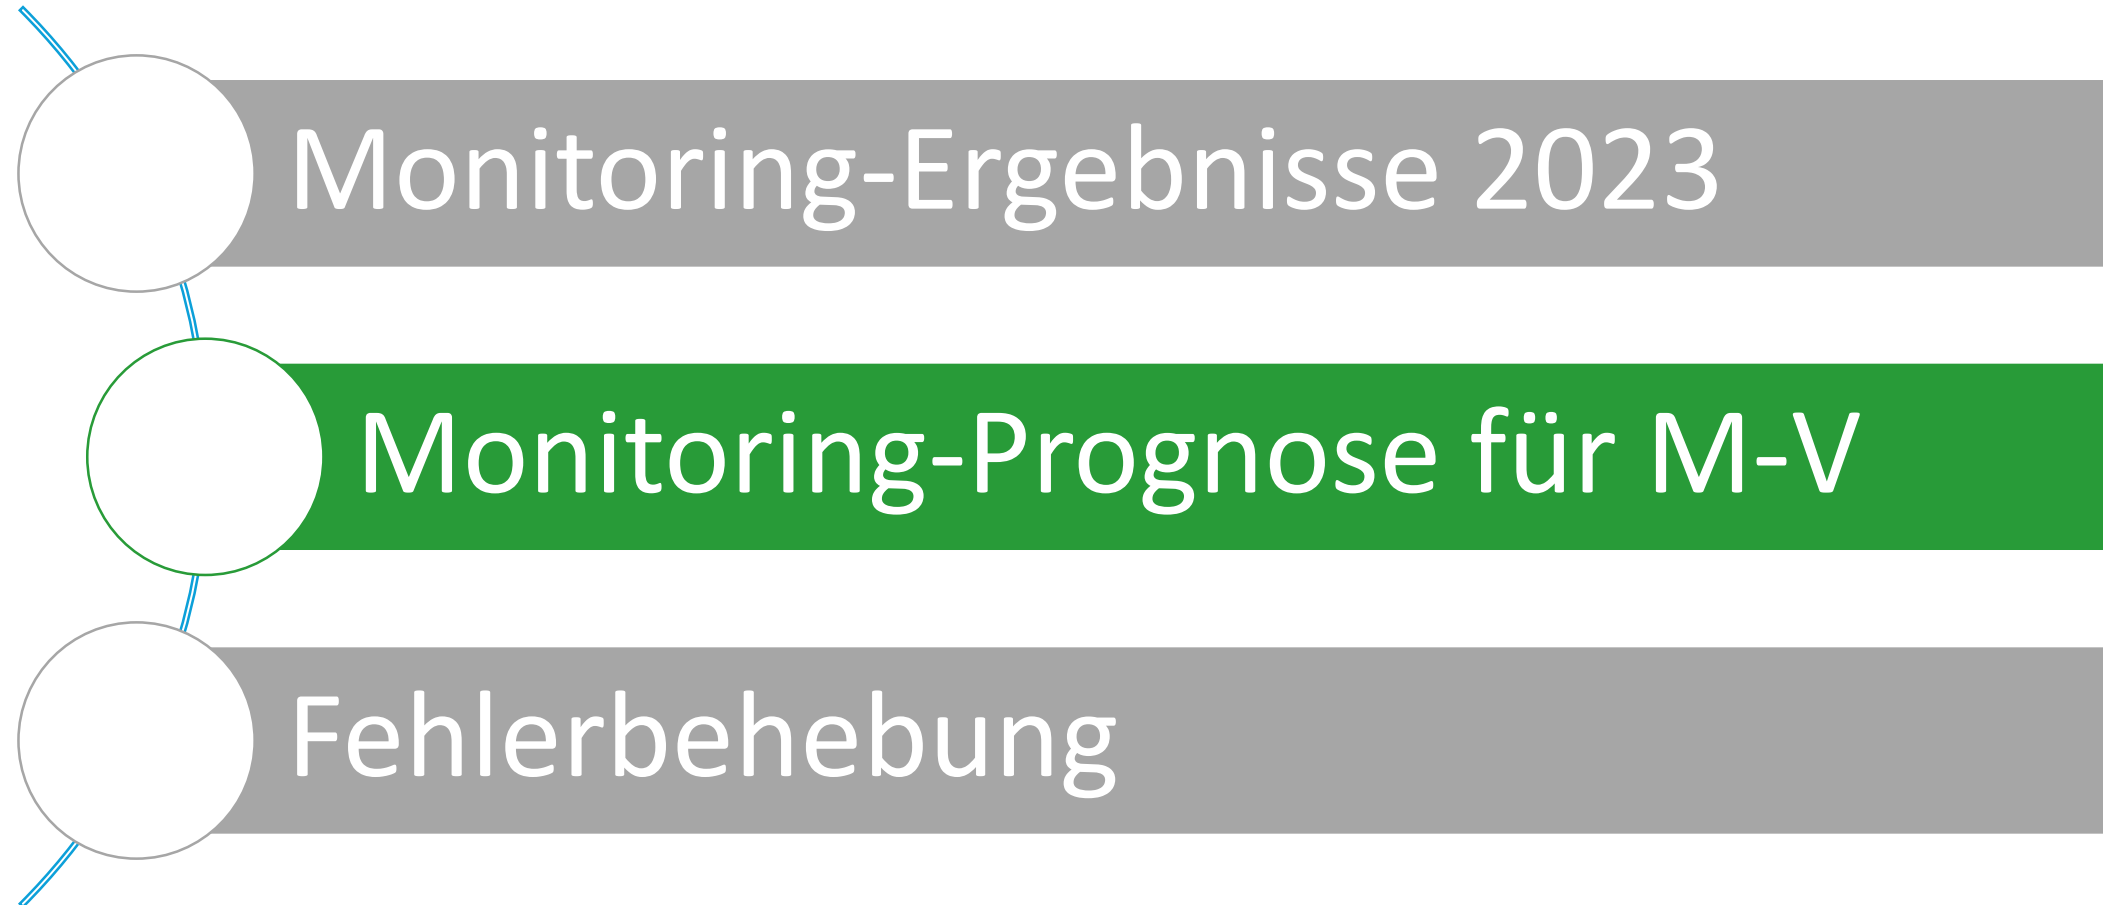 Monitoring-Ergebnisse 2023
Monitoring-Prognose für M-V
Fehlerbehebung